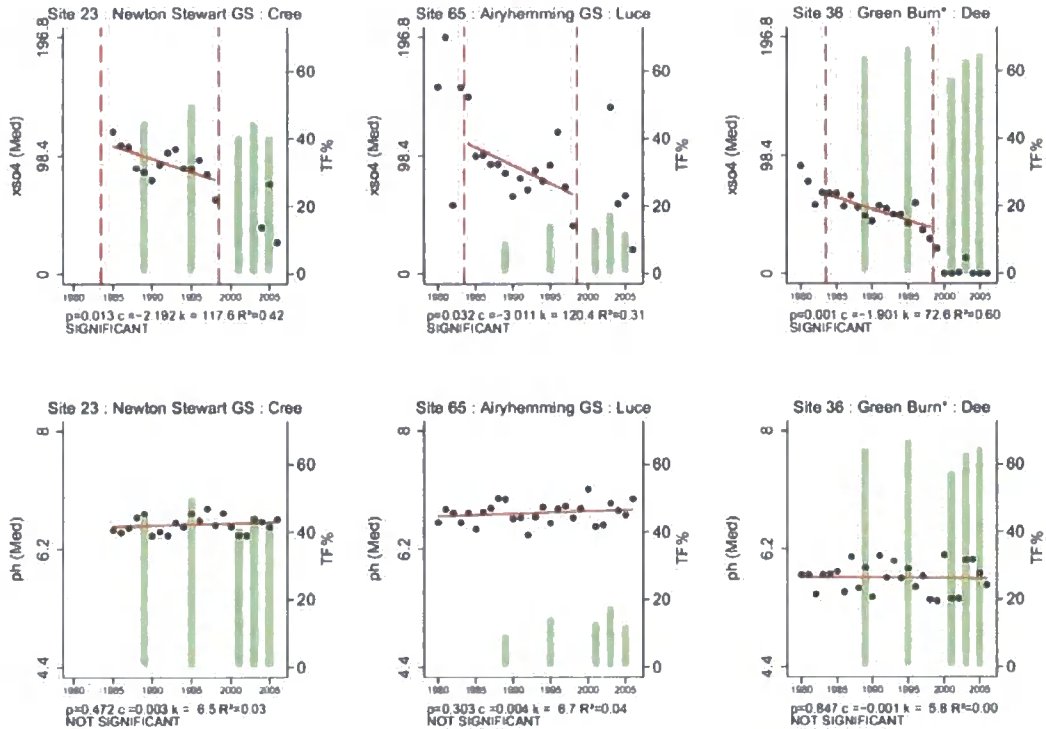 Site 23 : Newton Stewart GS : Cree
196.8
98.4
0
xso4 (Med)
60
40
20
0
TF%
1980 1985 1990 1995 2000 2005
p=0.013 c =-2.192 k = 117.6 R²=0.42
SIGNIFICANT
Site 65 : Airyhemming GS : Luce
196.8
98.4
0
xso4 (Med)
60
40
20
0
TF%
1980 1985 1990 1995 2000 2005
p=0.032 c =-3 011 k = 120.4 R²=0.31
SIGNIFICANT
Site 36 : Green Burn* : Dee
196.8
98.4
0
xso4 (Med)
60
40
20
0
TF%
1980 1985 1990 1995 2000 2005
p=0.001 c =-1.901 k = 72.6 R²=0.60
SIGNIFICANT
Site 23 : Newton Stewart GS : Cree
8
6.2
4.4
ph (Med)
60
40
20
0
TF%
1980 1985 1990 1995 2000 2005
p=0.472 c =0.003 k = 6.5 R²=0.03
NOT SIGNIFICANT
Site 65 : Airyhemming GS : Luce
8
6.2
4.4
ph (Med)
60
40
20
0
TF%
1980 1985 1990 1995 2000 2005
p=0.303 c =0.004 k = 6.7 R²=0.04
NOT SIGNIFICANT
Site 36 : Green Burn* : Dee
8
6.2
4.4
ph (Med)
60
40
20
0
TF%
1980 1985 1990 1995 2000 2005
p=0.847 c =-0.001 k = 5.8 R²=0.00
NOT SIGNIFICANT